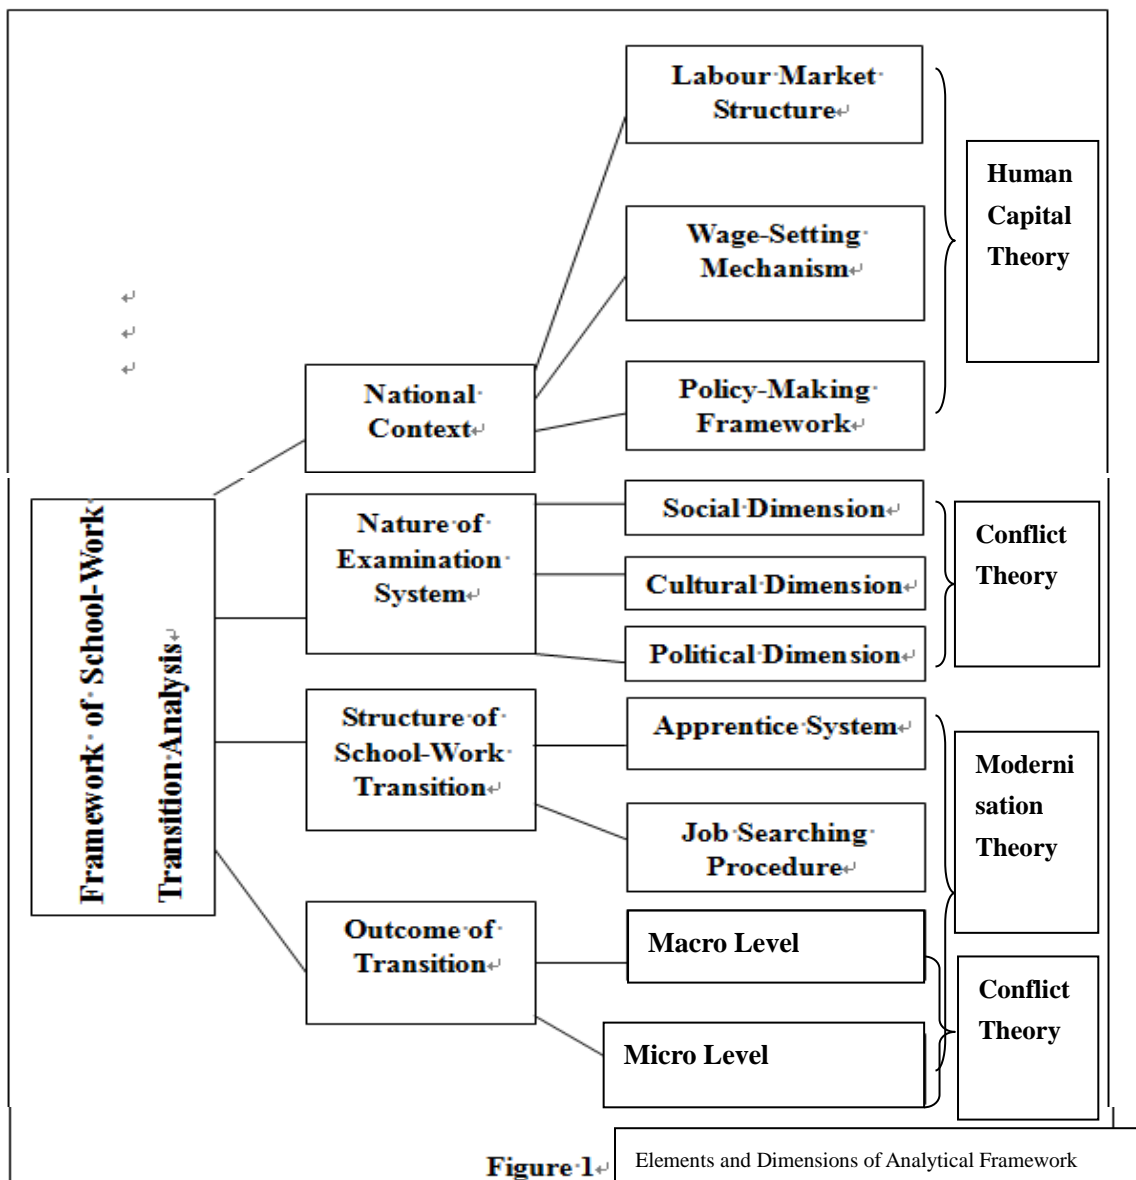 Labour Market
Structure
Human
Capital
Theory
Wage-Setting
Mechanism
National
Context
Policy-Making
Framework
Framework of School-Work
Transition Analysis
Nature of
Examination
System
Social Dimension
Cultural Dimension
Political Dimension
Conflict
Theory
Structure of
School-Work
Transition
Apprentice System
Job Searching
Procedure
Moderni
sation
Theory
Outcome of
Transition
Macro Level
Micro Level
Conflict
Theory
Figure 1
Elements and Dimensions of Analytical Framework